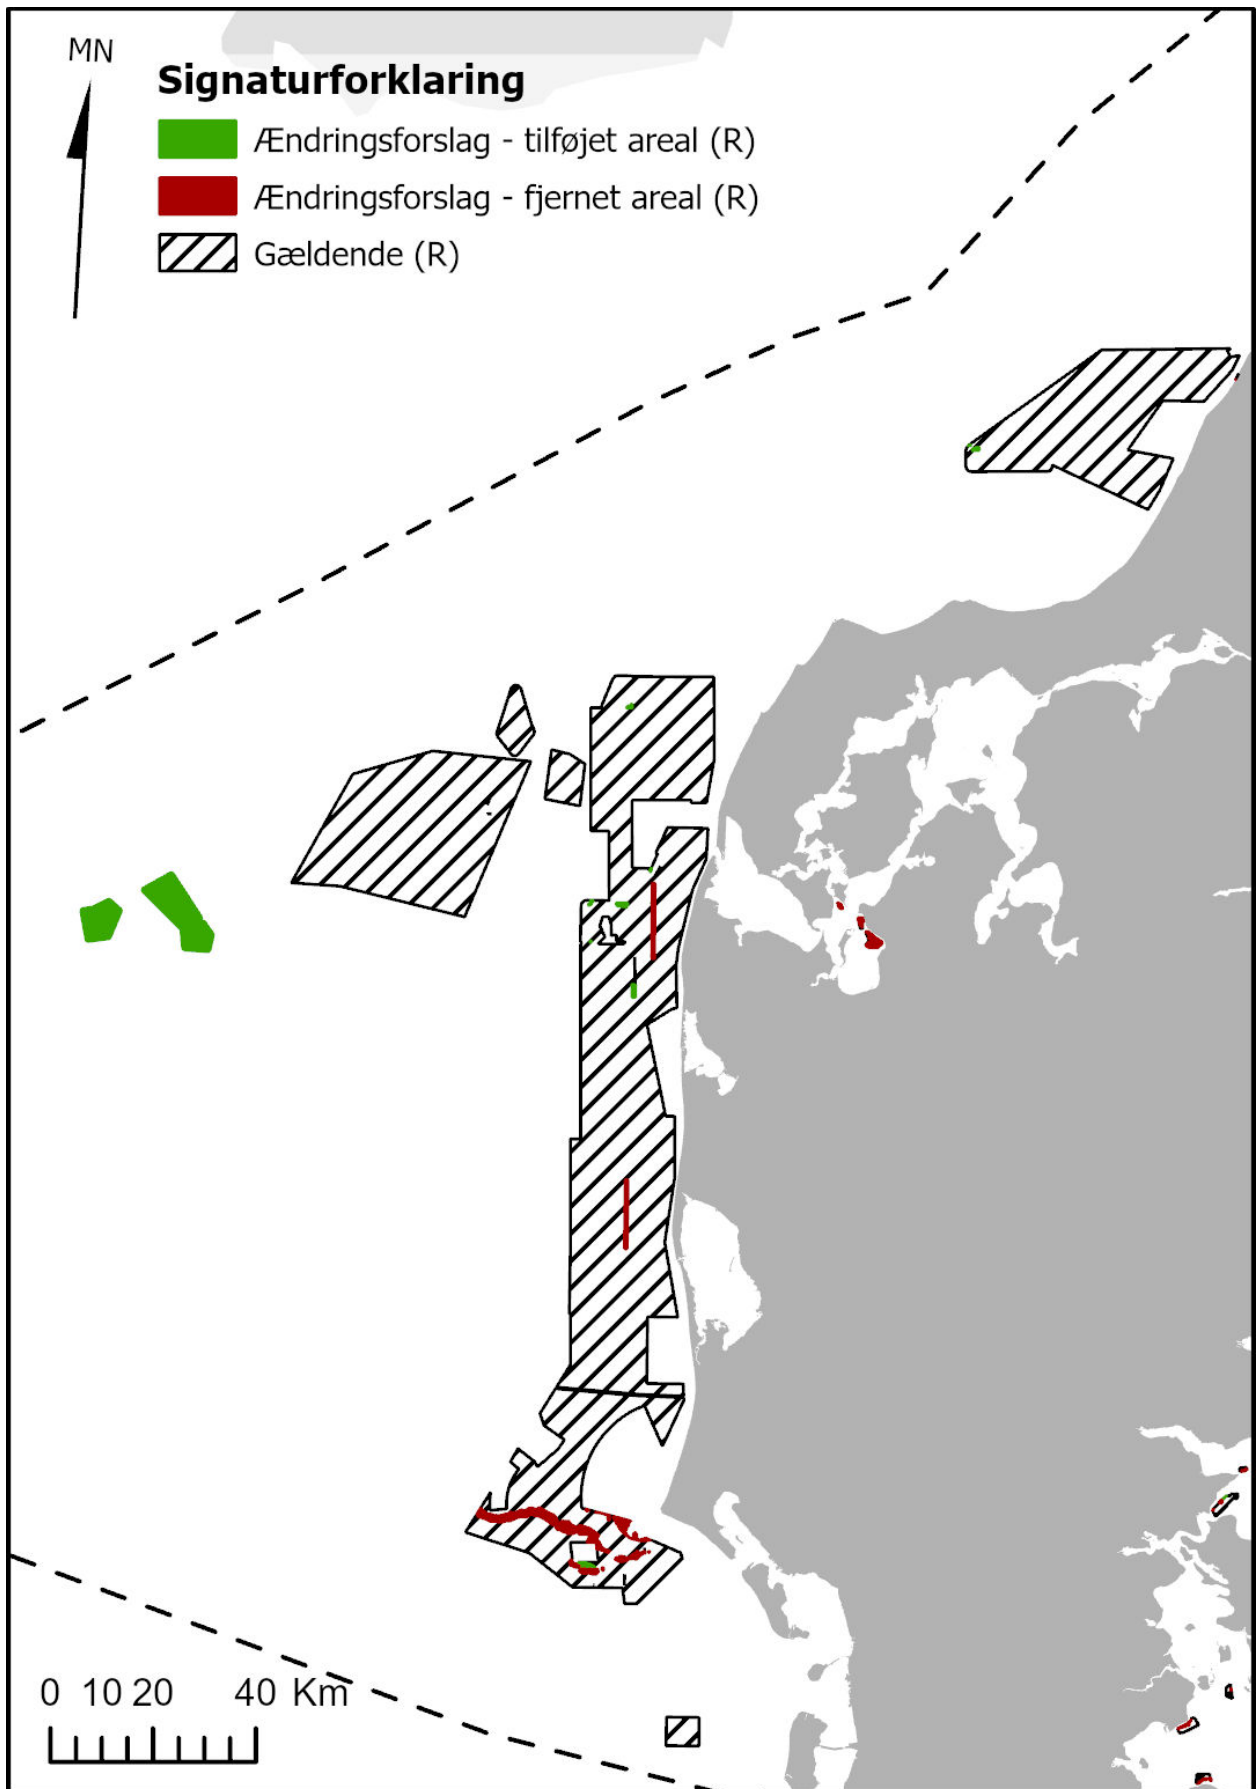 MN
Signaturforklaring
Ændringsforslag - tilføjet areal (R)
Ændringsforslag - fjernet areal (R)
Gældende (R)
0 10 20 40 Km